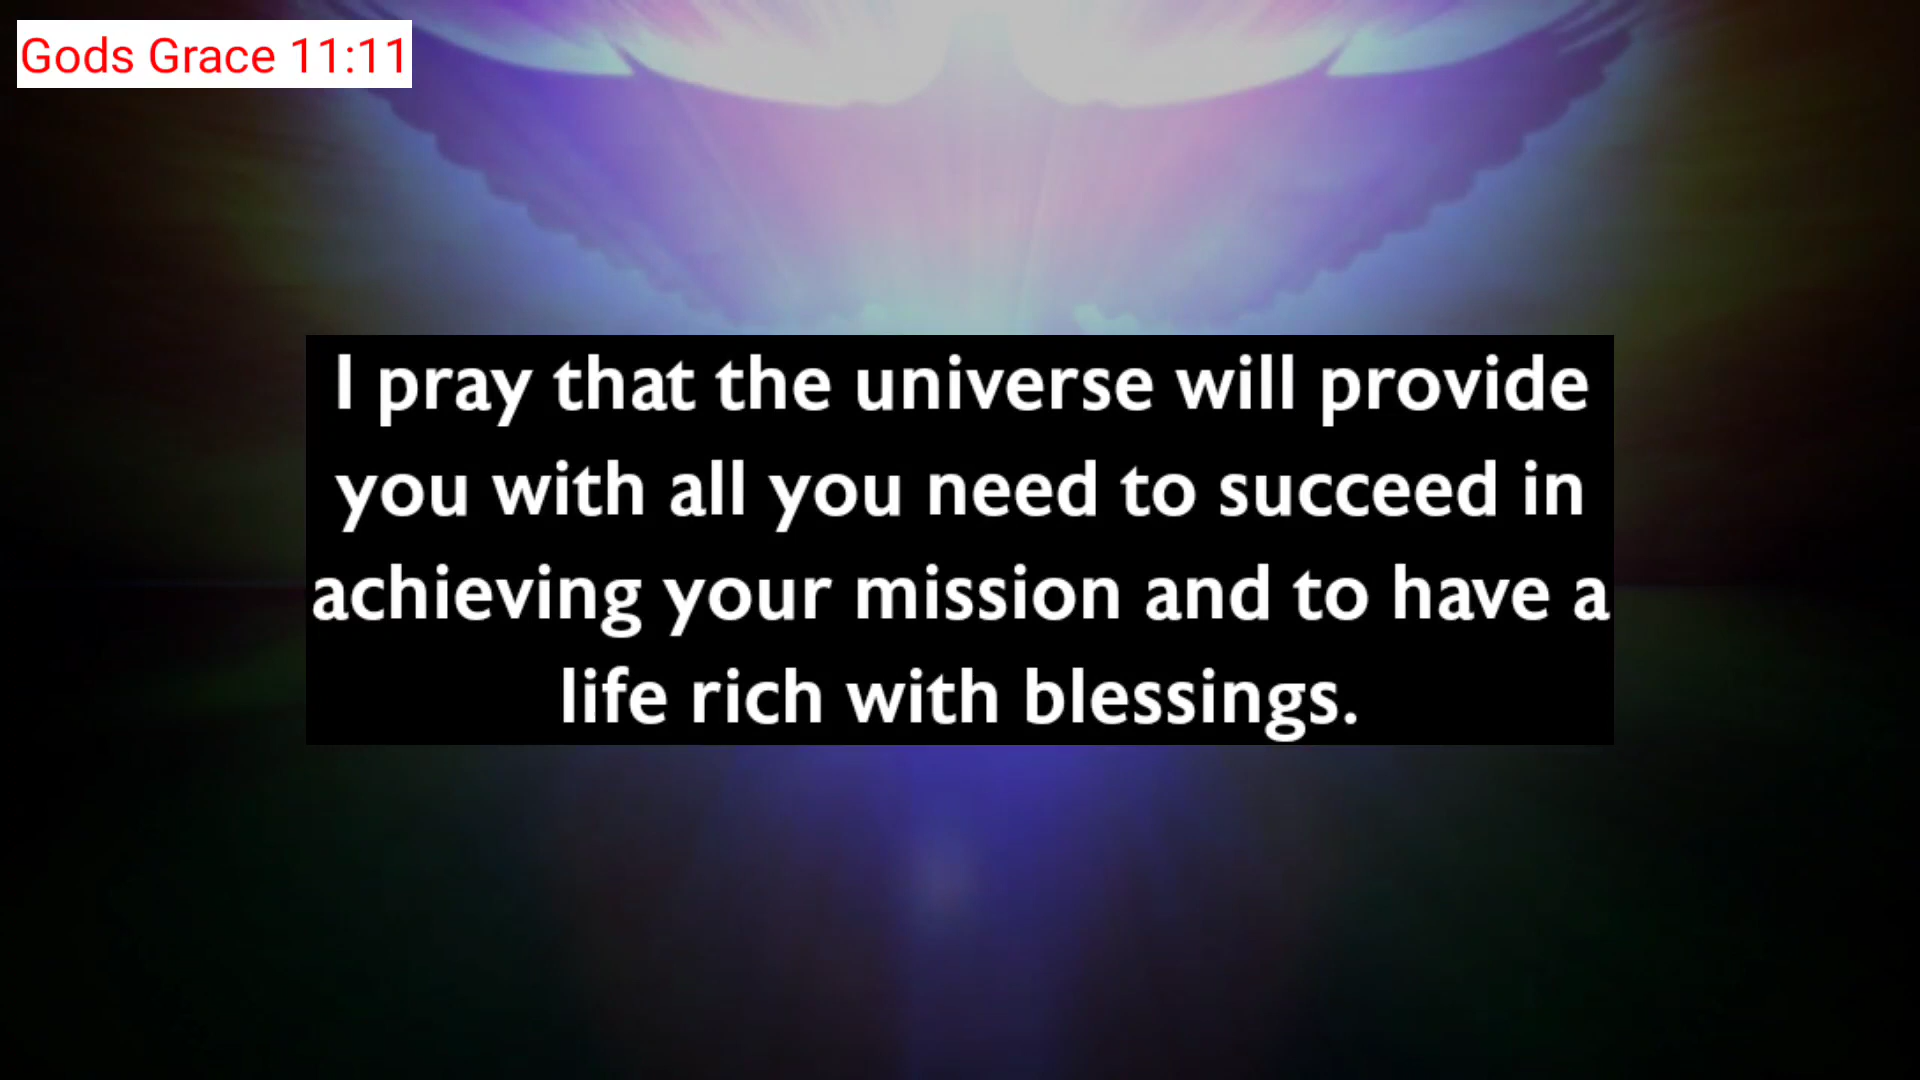 Gods Grace 11:11
I pray that the universe will provide
you with all you need to succeed in
achieving your mission and to have a
life rich with blessings.